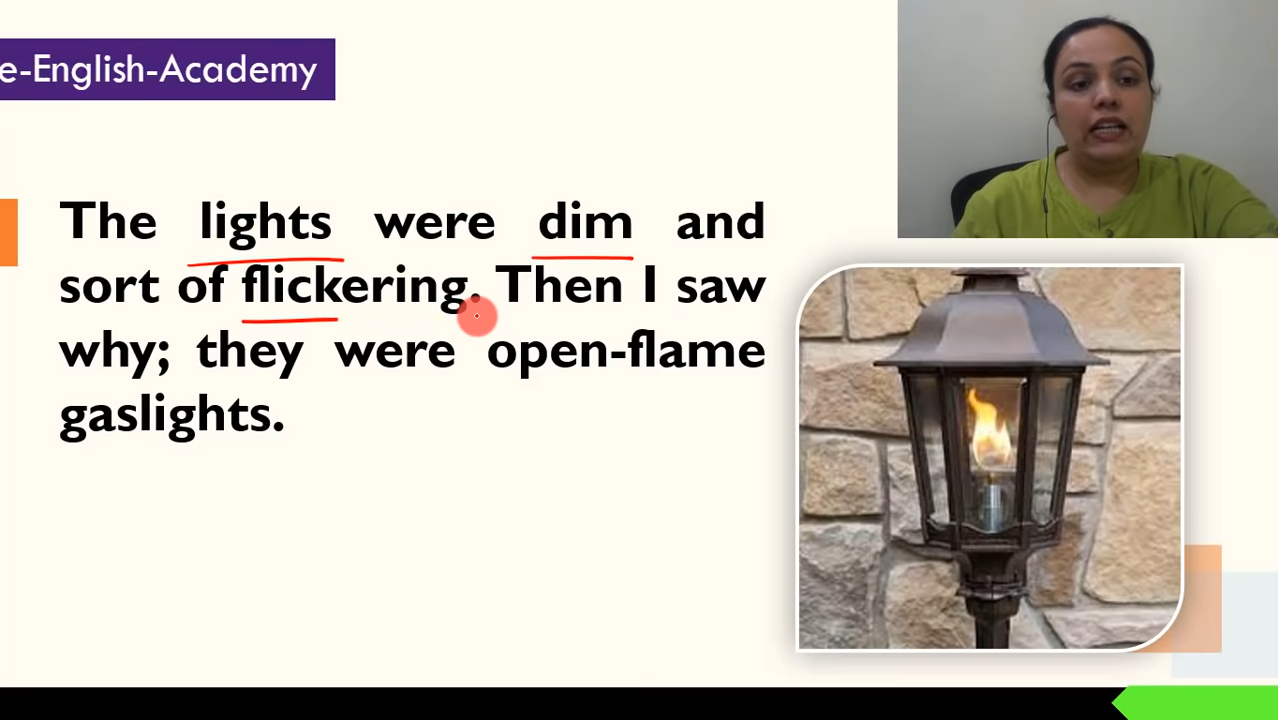 e-English-Academy
The lights were dim and
sort of flickering. Then I saw
why; they were open-flame
gaslights.